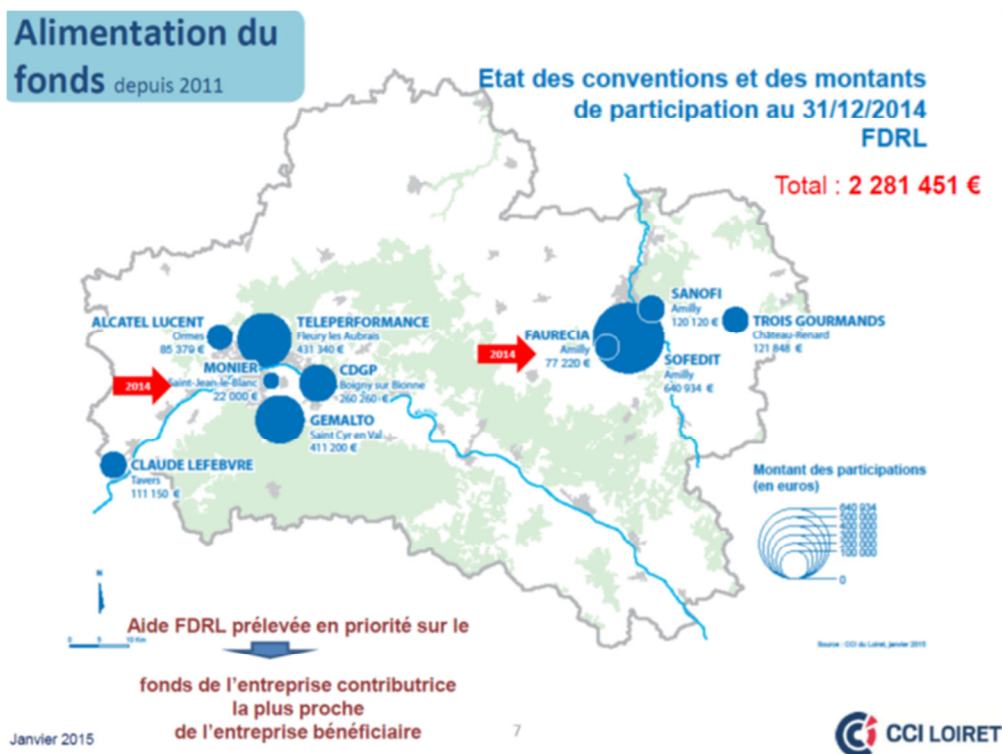 Alimentation du
fonds depuis 2011
Etat des conventions et des montants
de participation au 31/12/2014
FDRL
Total : 2 281 451 €
ALCATEL LUCENT
Ormes
85 379 €
TELEPERFORMANCE
Fleury les Aubrais
431 340 €
2014
MONIER
Saint-Jean-le-Blanc
22 000 €
CDGP
Boigny sur Bionne
260 260 €
GEMALTO
Saint Cyr en Val
411 200 €
CLAUDE LEFEBVRE
Tavers
111 150 €
2014
FAURECIA
Amilly
77 220 €
SANOFI
Amilly
120 120 €
TROIS GOURMANDS
Château-Renard
121 848 €
SOFEDIT
Amilly
640 934 €
Montant des participations
(en euros)
640 934
500 000
400 000
300 000
200 000
100 000
0
N
0 5 10 Km
Source : CCI du Loiret, janvier 2015
Aide FDRL prélevée en priorité sur le
fonds de l'entreprise contributrice
la plus proche
de l'entreprise bénéficiaire
Janvier 2015
7
CCI LOIRET